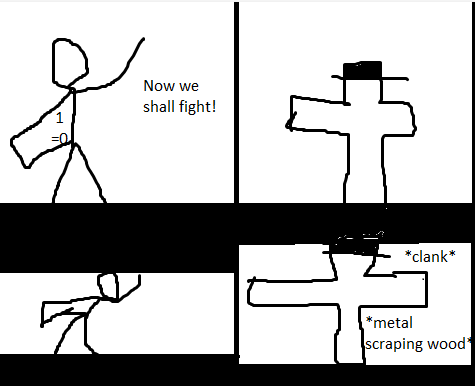 Now we
shall fight!
1
=0
*clank*
*metal
scraping wood*